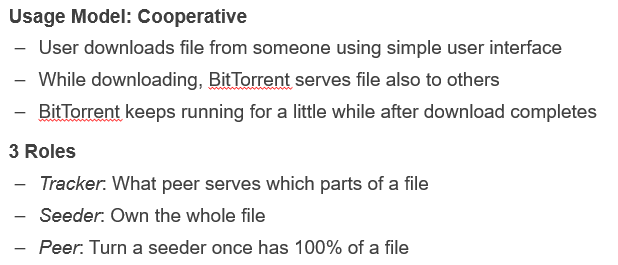 Usage Model: Cooperative
– User downloads file from someone using simple user interface
– While downloading, BitTorrent serves file also to others
– BitTorrent keeps running for a little while after download completes
3 Roles
– Tracker: What peer serves which parts of a file
– Seeder: Own the whole file
– Peer: Turn a seeder once has 100% of a file